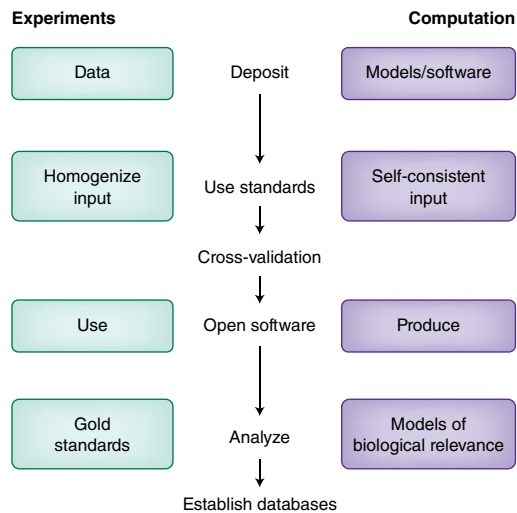 Experiments
Computation
Data
Deposit
Models/software
Homogenize
input
Use standards
Self-consistent
input
Cross-validation
Use
Open software
Produce
Gold
standards
Analyze
Models of
biological relevance
Establish databases